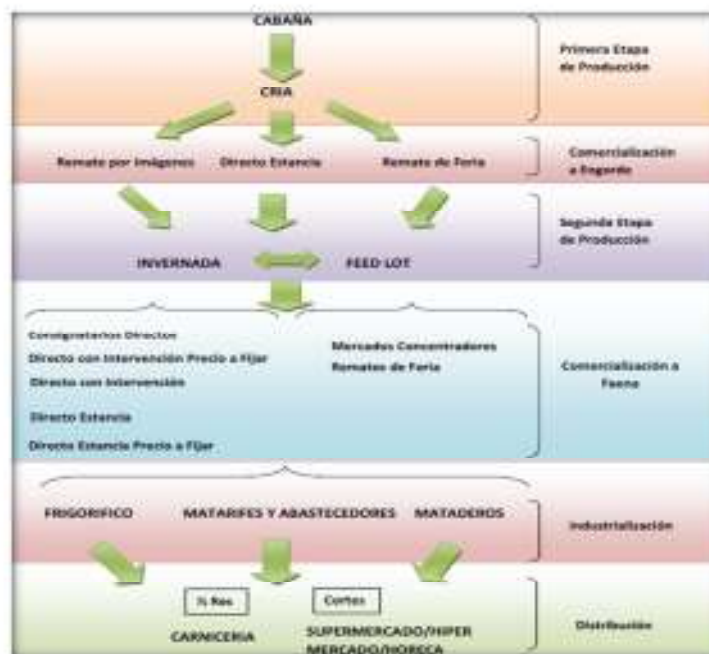 CABAÑA
Primera Etapa
de Producción
CRIA
Remate por Imágenes
Directo Estancia
Remate de Feria
Comercialización
a Engorde
Segunda Etapa
de Producción
INVERNADA
FEED LOT
Consignatarios Directos
Directo con Intervención Precio a Fijar
Directo con Intervención
Directo Estancia
Directo Estancia Precio a Fijar
Mercados Concentradores
Remates de Feria
Comercialización a
Faena
FRIGORIFICO
MATARIFES Y ABASTECEDORES
MATADEROS
Industrialización
½ Res
Cortes
CARNICERIA
SUPERMERCADO/HIPER
MERCADO/HORECA
Distribución